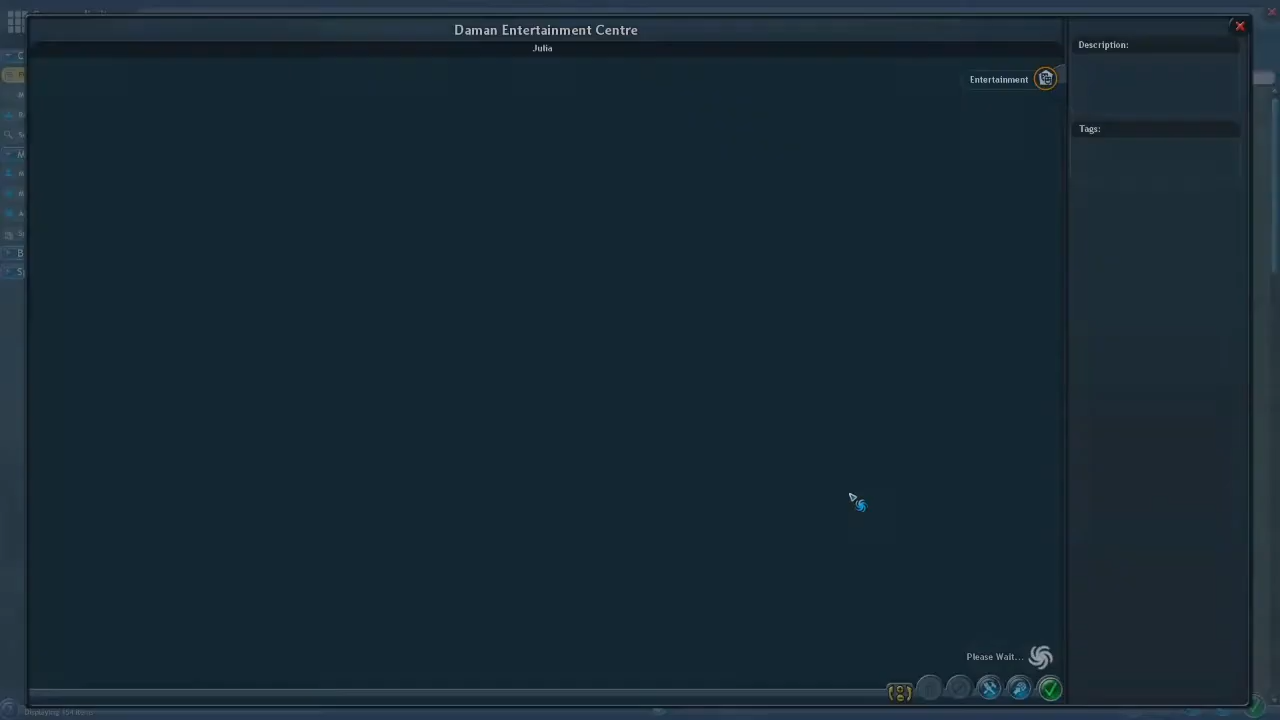 Daman Entertainment Centre
Julia
Description:
Entertainment
Tags:
Please Wait...